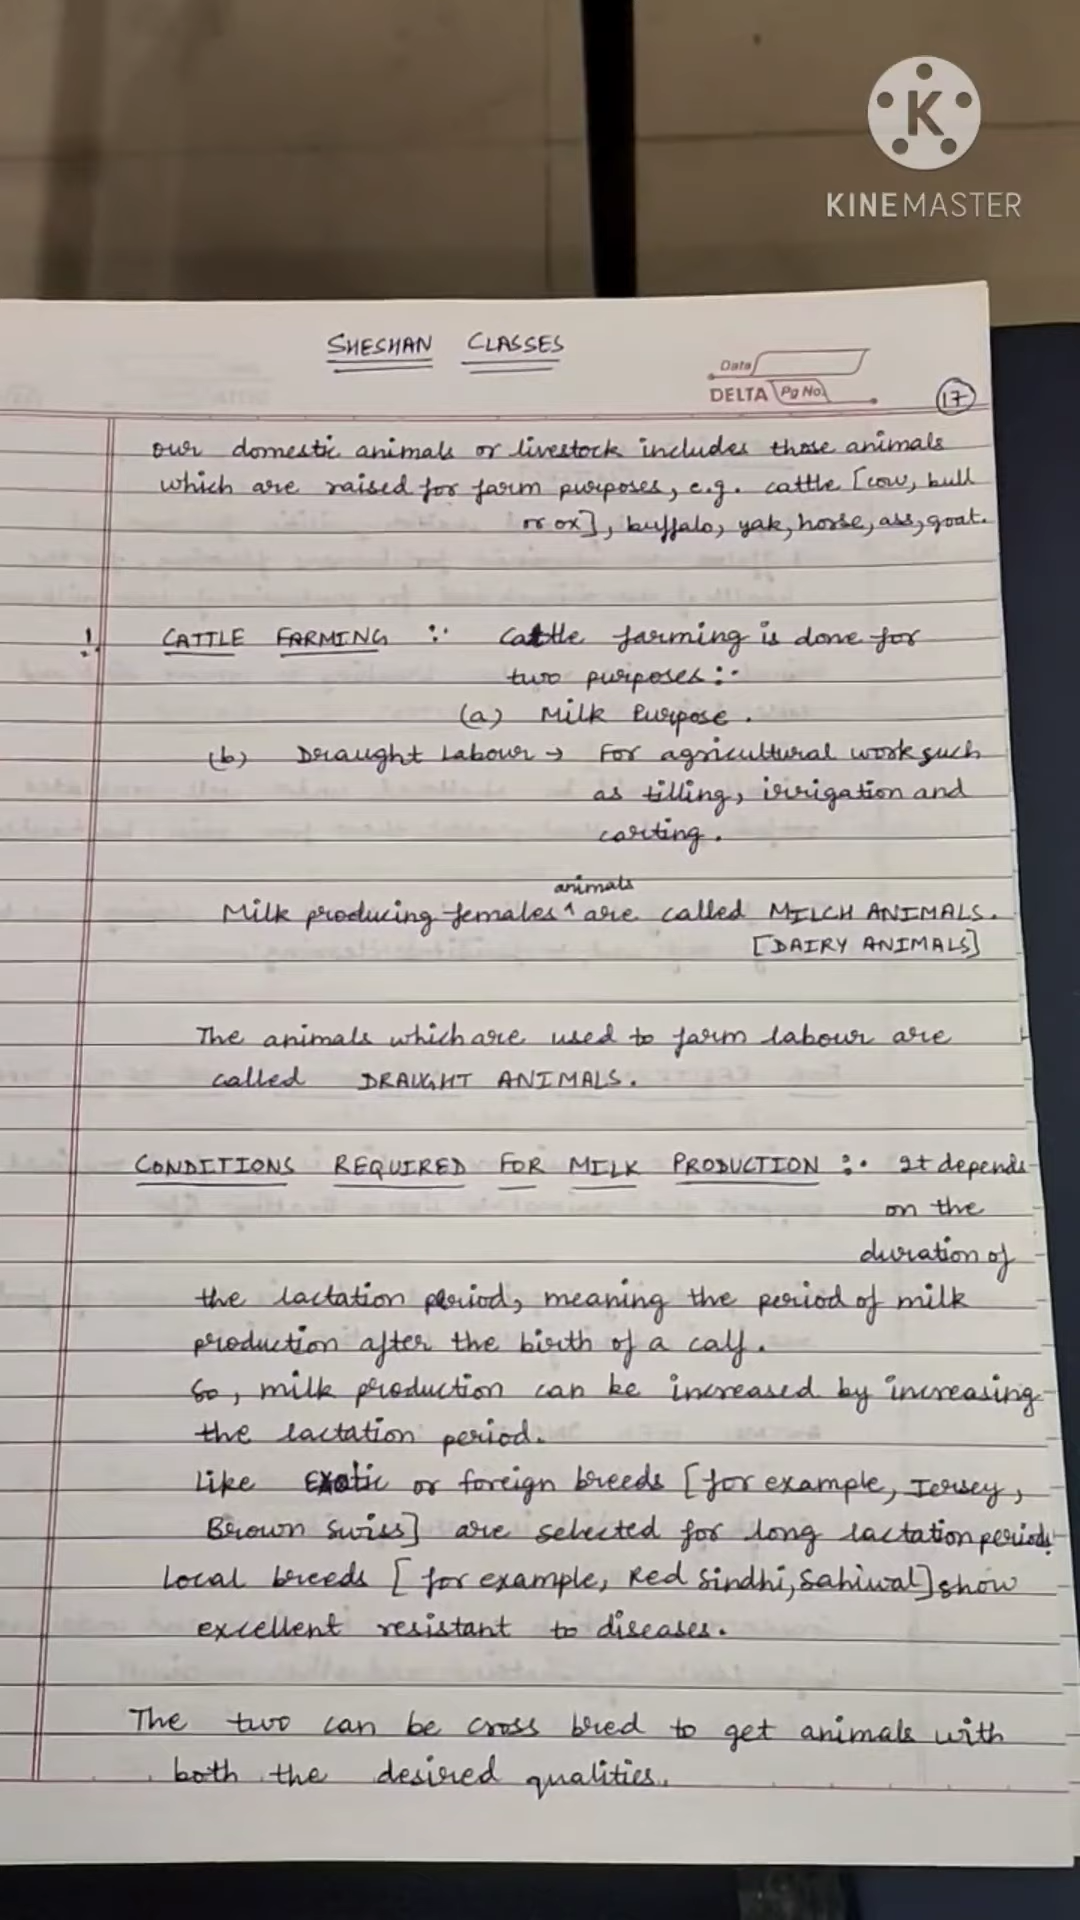 K
KINEMASTER
SHESHAN CLASSES
Date
DELTA Pg No.
17
our domestic animals or livestock includes those animals
which are raised for farm purposes, e.g. cattle [cow, bull
or ox], buffalo, yak, horse, ass, goat.
! CATTLE FARMING :· Cattle farming is done for
two purposes :-
(a) Milk Purpose.
(b) Draught Labour → For agricultural work such
as tilling, irrigation and
carting.
animals
Milk producing females ^ are called MILCH ANIMALS.
[DAIRY ANIMALS]
The animals which are used to farm labour are
called DRAUGHT ANIMALS.
CONDITIONS REQUIRED FOR MILK PRODUCTION :· It depends
on the
duration of
the lactation period, meaning the period of milk
production after the birth of a calf.
So, milk production can be increased by increasing
the lactation period.
Like Exotic or foreign breeds [for example, Jersey,
Brown Swiss] are selected for long lactation periods.
Local breeds [for example, Red Sindhi, Sahiwal] show
excellent resistant to diseases.
The two can be cross bred to get animals with
both the desired qualities.